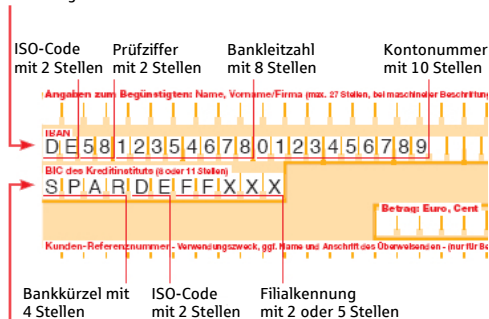 ISO-Code mit 2 Stellen
Prüfziffer mit 2 Stellen
Bankleitzahl mit 8 Stellen
Kontonummer mit 10 Stellen
Angaben zum Begünstigten: Name, Vorname/Firma (max. 27 Stellen, bei maschineller Beschriftung
IBAN
DE58123546780123456789
BIC des Kreditinstituts (8 oder 11 Stellen)
SPARDEFFXXX
Betrag: Euro, Cent
Kunden-Referenznummer - Verwendungszweck, ggf. Name und Anschrift des Überweisenden - (nur für
Bankkürzel mit 4 Stellen
ISO-Code mit 2 Stellen
Filialkennung mit 2 oder 5 Stellen